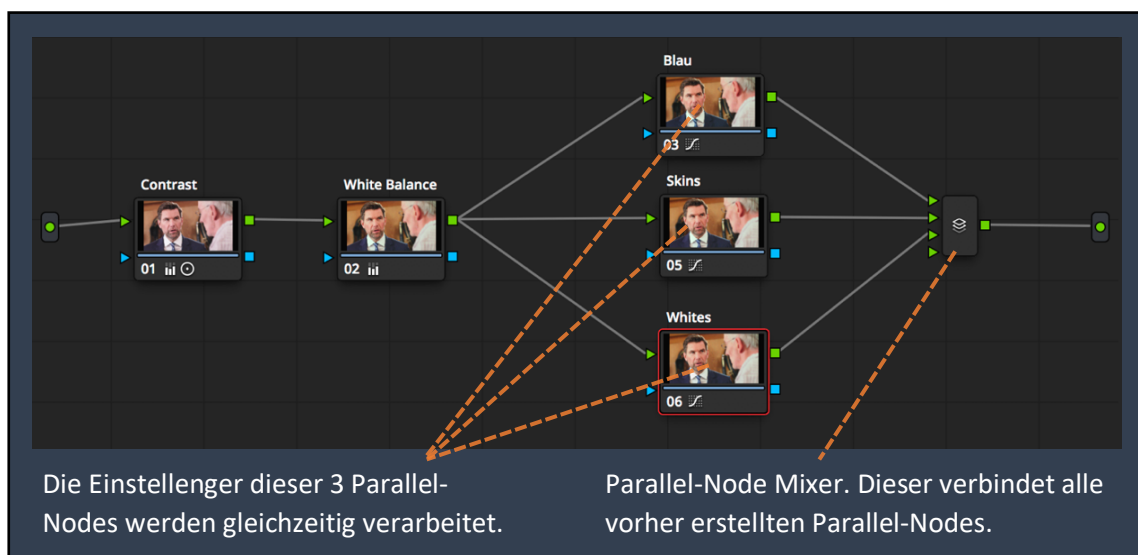 Blau
03
Contrast
White Balance
Skins
01
02
05
Whites
06
Die Einstellenger dieser 3 Parallel-
Nodes werden gleichzeitig verarbeitet.
Parallel-Node Mixer. Dieser verbindet alle
vorher erstellten Parallel-Nodes.